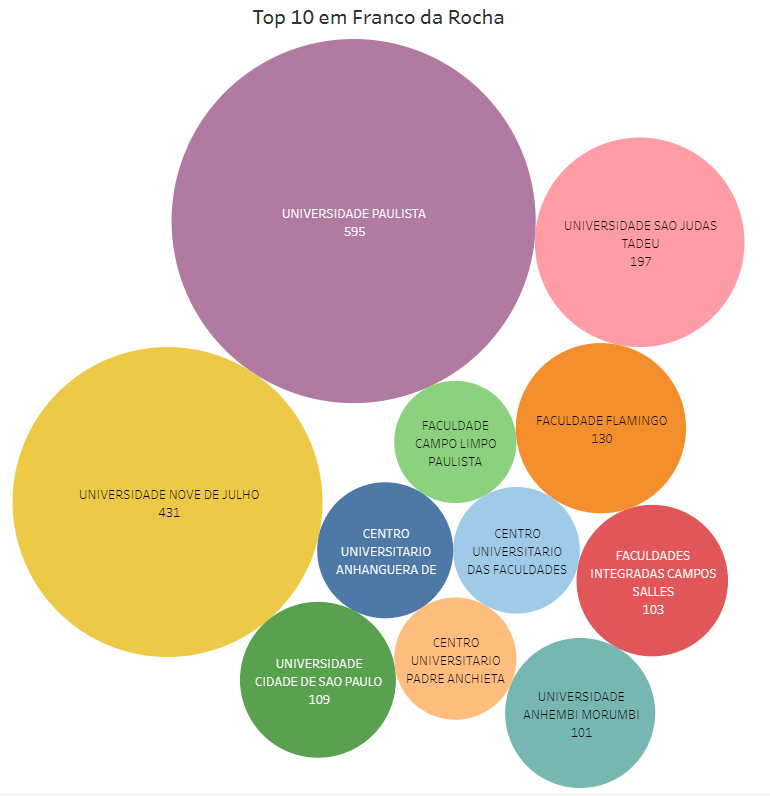 Top 10 em Franco da Rocha
UNIVERSIDADE PAULISTA
595
UNIVERSIDADE SAO JUDAS
TADEU
197
FACULDADE
CAMPO LIMPO
PAULISTA
FACULDADE FLAMINGO
130
UNIVERSIDADE NOVE DE JULHO
431
CENTRO
UNIVERSITARIO
ANHANGUERA DE
CENTRO
UNIVERSITARIO
DAS FACULDADES
FACULDADES
INTEGRADAS CAMPOS
SALLES
103
UNIVERSIDADE
CIDADE DE SAO PAULO
109
CENTRO
UNIVERSITARIO
PADRE ANCHIETA
UNIVERSIDADE
ANHEMBI MORUMBI
101